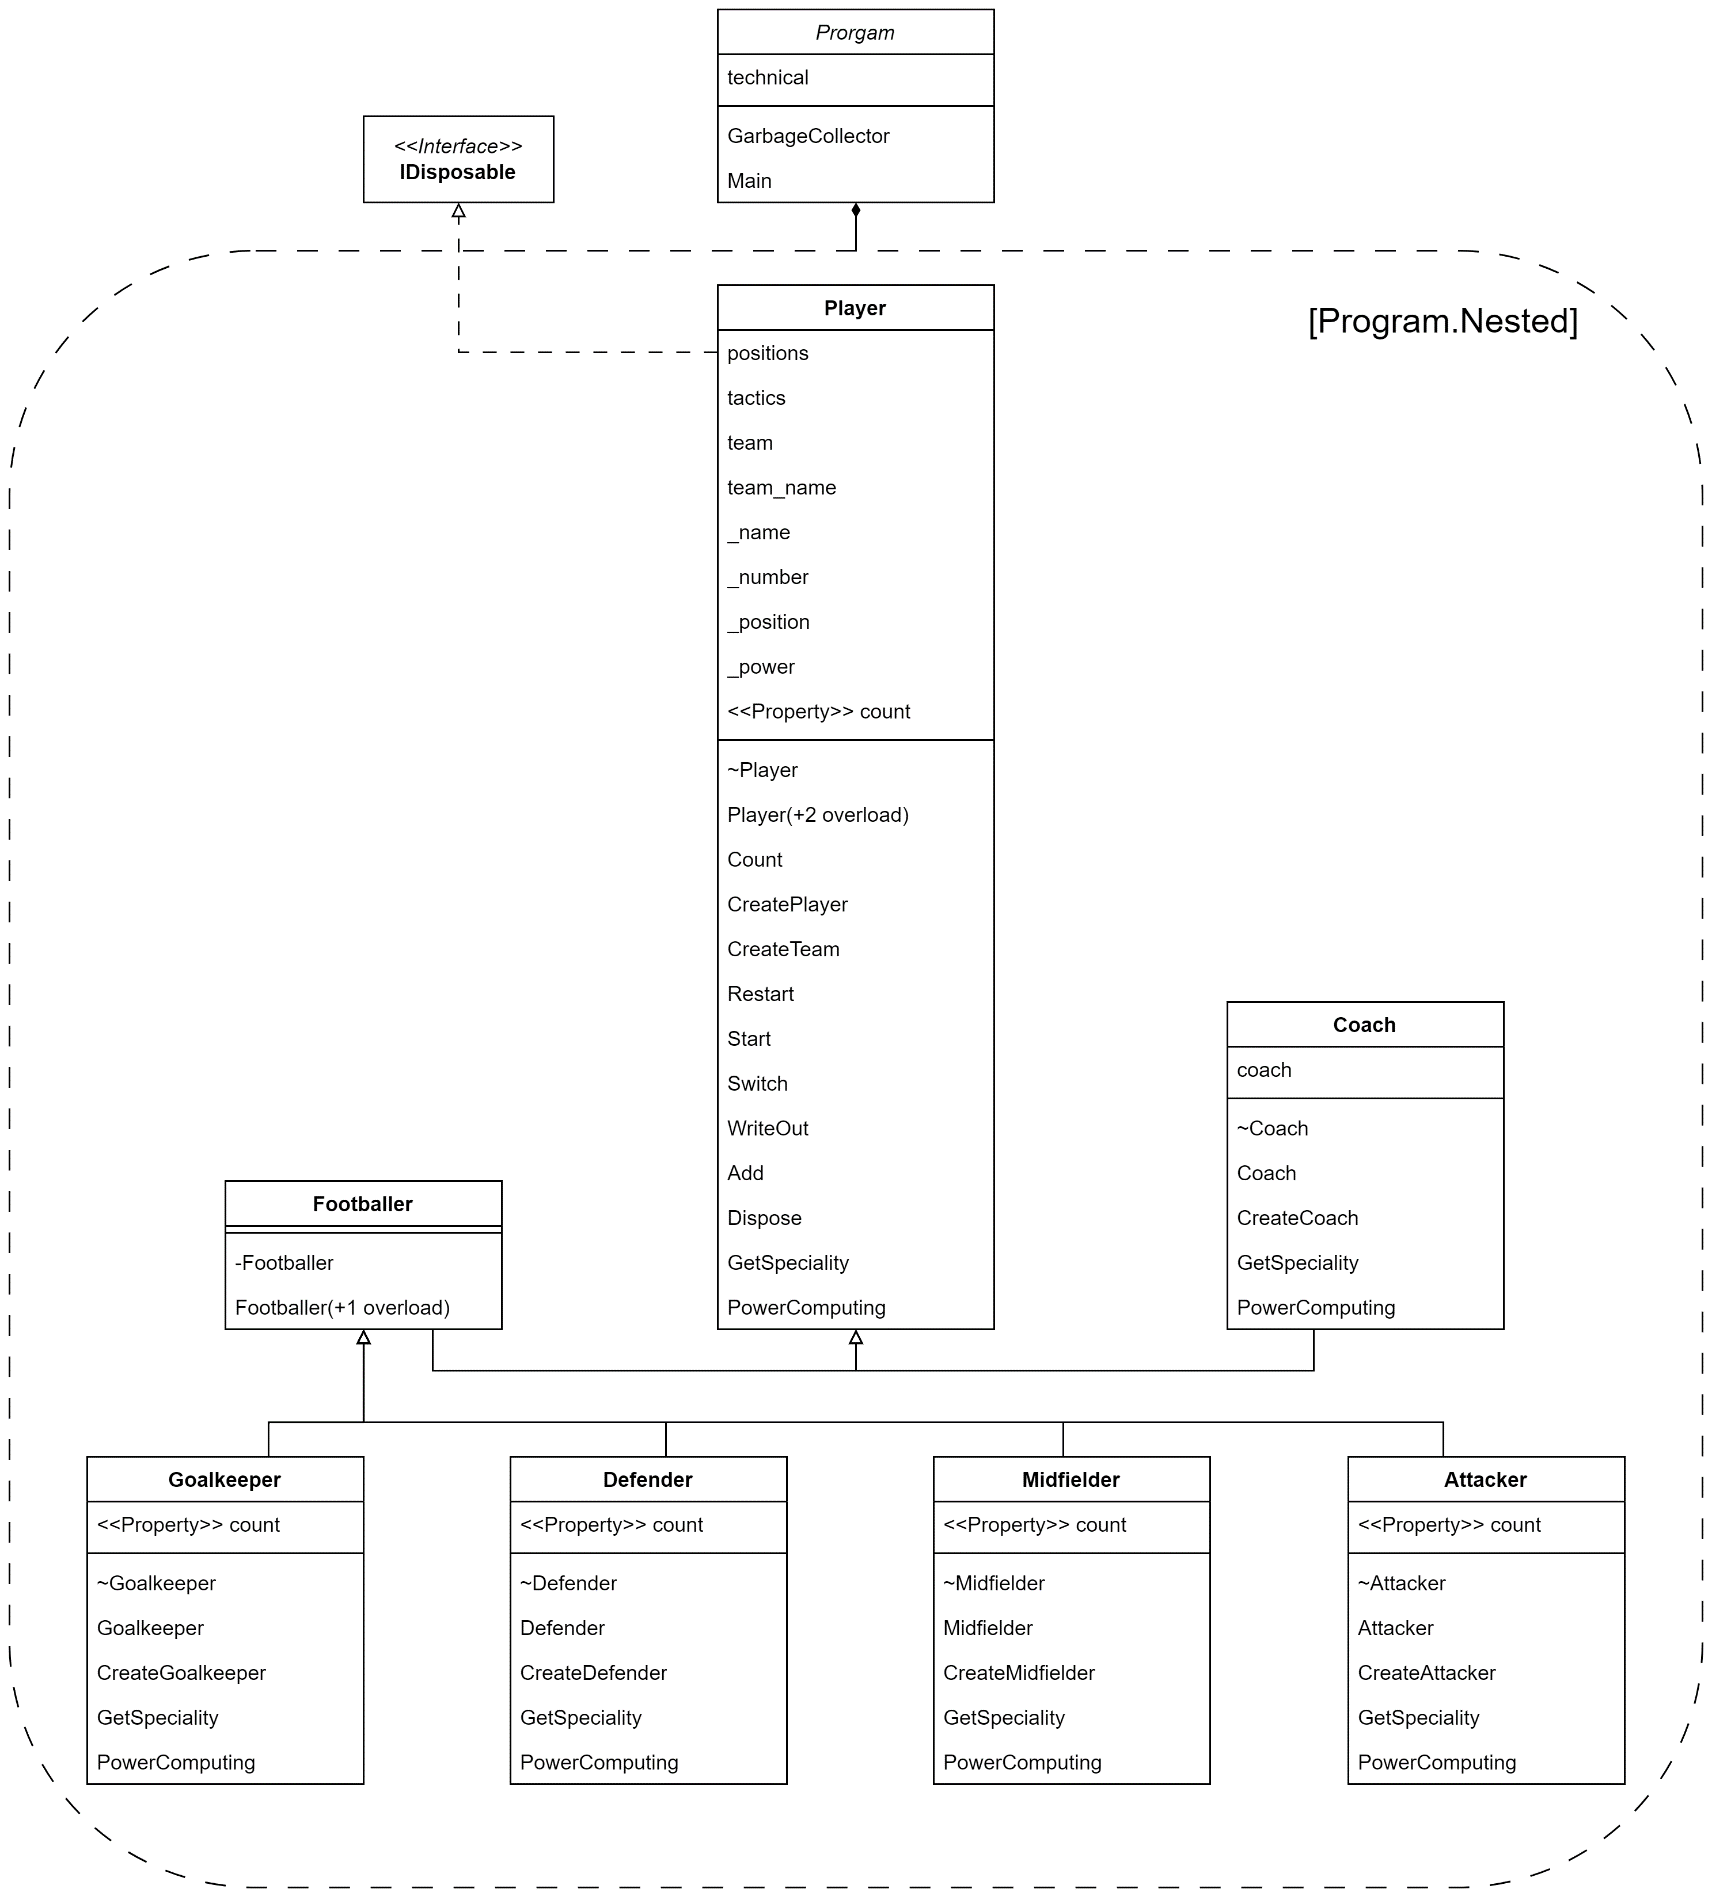 Prorgam
technical
GarbageCollector
Main
<<Interface>>
IDisposable
[Program.Nested]
Player
positions
tactics
team
team_name
_name
_number
_position
_power
<<Property>> count
~Player
Player(+2 overload)
Count
CreatePlayer
CreateTeam
Restart
Start
Switch
WriteOut
Add
Dispose
GetSpeciality
PowerComputing
Coach
coach
~Coach
Coach
CreateCoach
GetSpeciality
PowerComputing
Footballer
-Footballer
Footballer(+1 overload)
Goalkeeper
<<Property>> count
~Goalkeeper
Goalkeeper
CreateGoalkeeper
GetSpeciality
PowerComputing
Defender
<<Property>> count
~Defender
Defender
CreateDefender
GetSpeciality
PowerComputing
Midfielder
<<Property>> count
~Midfielder
Midfielder
CreateMidfielder
GetSpeciality
PowerComputing
Attacker
<<Property>> count
~Attacker
Attacker
CreateAttacker
GetSpeciality
PowerComputing